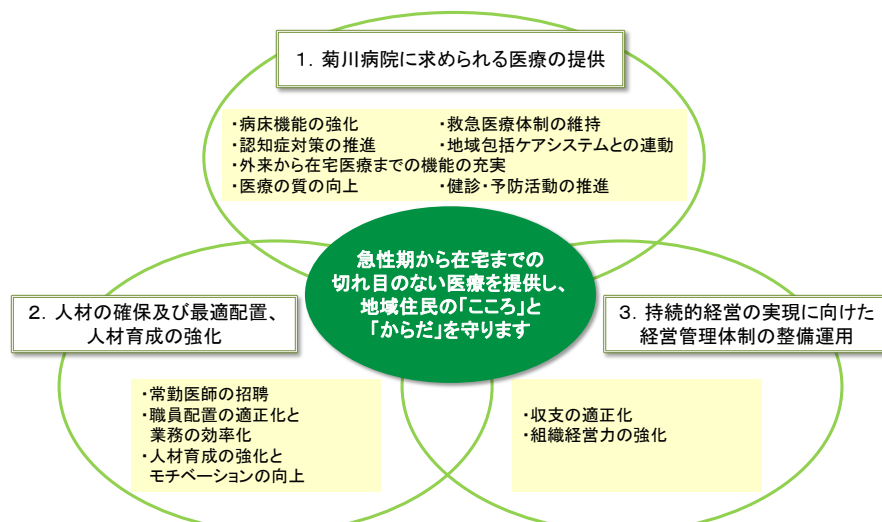 1．菊川病院に求められる医療の提供
・病床機能の強化　・救急医療体制の維持
・認知症対策の推進　・地域包括ケアシステムとの連動
・外来から在宅医療までの機能の充実
・医療の質の向上　・健診・予防活動の推進
急性期から在宅までの
切れ目のない医療を提供し、
地域住民の「こころ」と
「からだ」を守ります
2．人材の確保及び最適配置、
人材育成の強化
・常勤医師の招聘
・職員配置の適正化と
業務の効率化
・人材育成の強化と
モチベーションの向上
3．持続的経営の実現に向けた
経営管理体制の整備運用
・収支の適正化
・組織経営力の強化